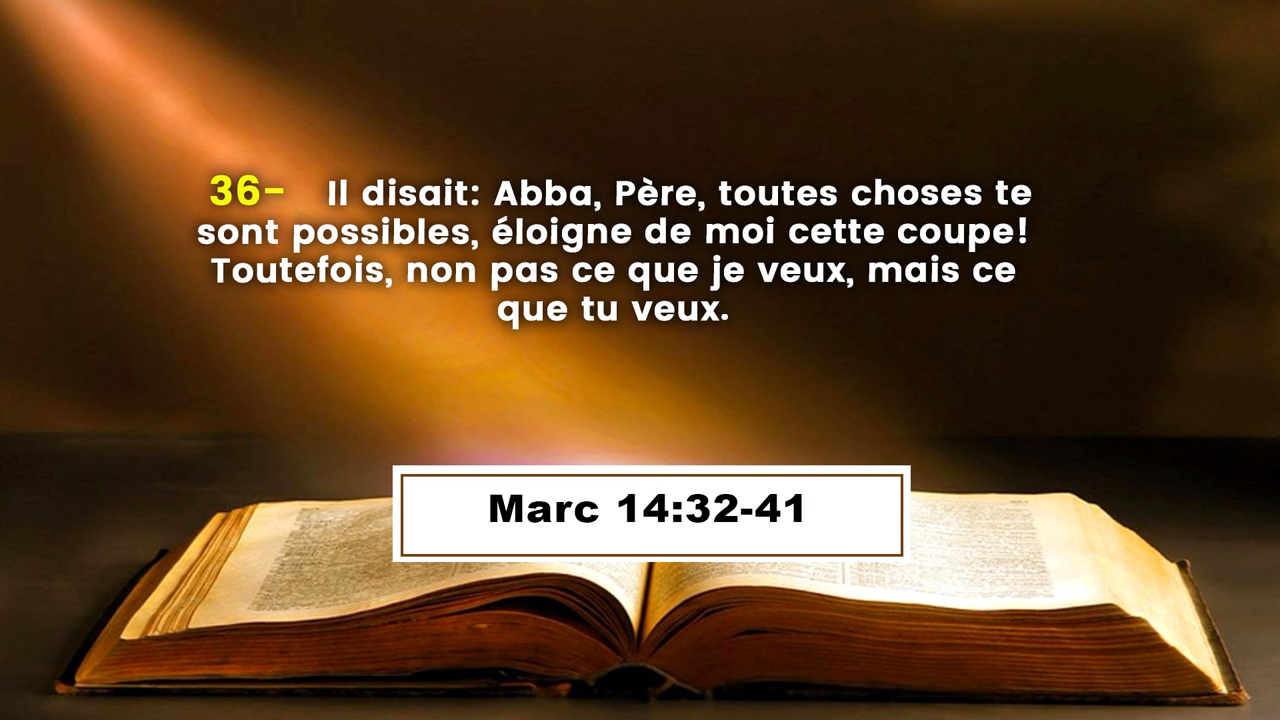 36- Il disait: Abba, Père, toutes choses te
sont possibles, éloigne de moi cette coupe!
Toutefois, non pas ce que je veux, mais ce
que tu veux.
Marc 14:32-41